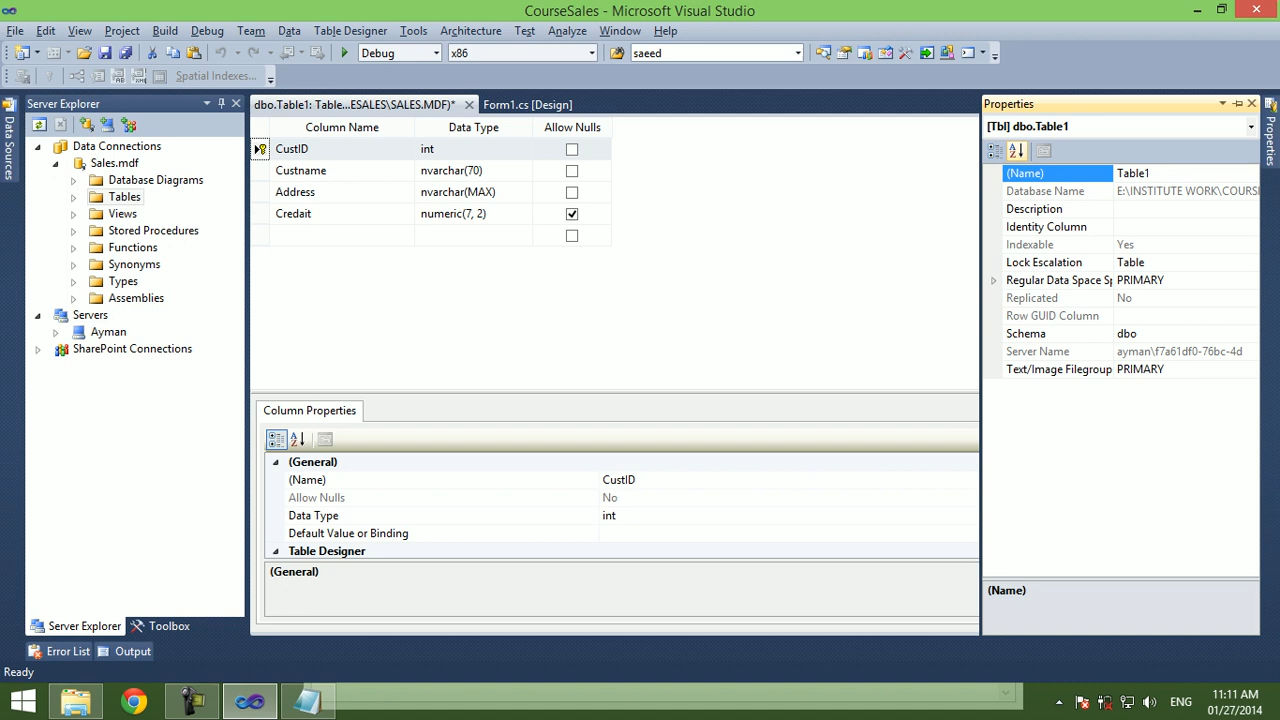 CourseSales - Microsoft Visual Studio
File Edit View Project Build Debug Team Data Table Designer Tools Architecture Test Analyze Window Help
Debug x86 saeed
Spatial Indexes...
Data Sources
Server Explorer
Data Connections
Sales.mdf
Database Diagrams
Tables
Views
Stored Procedures
Functions
Synonyms
Types
Assemblies
Servers
Ayman
SharePoint Connections
Server Explorer Toolbox
dbo.Table1: Table...ESALES\SALES.MDF)* Form1.cs [Design]
Column Name Data Type Allow Nulls
CustID int
Custname nvarchar(70)
Address nvarchar(MAX)
Credait numeric(7, 2)
Column Properties
(General)
(Name) CustID
Allow Nulls No
Data Type int
Default Value or Binding
Table Designer
(General)
Properties
[Tbl] dbo.Table1
(Name) Table1
Database Name E:\INSTITUTE WORK\COURS
Description
Identity Column
Indexable Yes
Lock Escalation Table
Regular Data Space Sp PRIMARY
Replicated No
Row GUID Column
Schema dbo
Server Name ayman\f7a61df0-76bc-4d
Text/Image Filegroup PRIMARY
(Name)
Properties
Error List Output
Ready
ENG
11:11 AM
01/27/2014